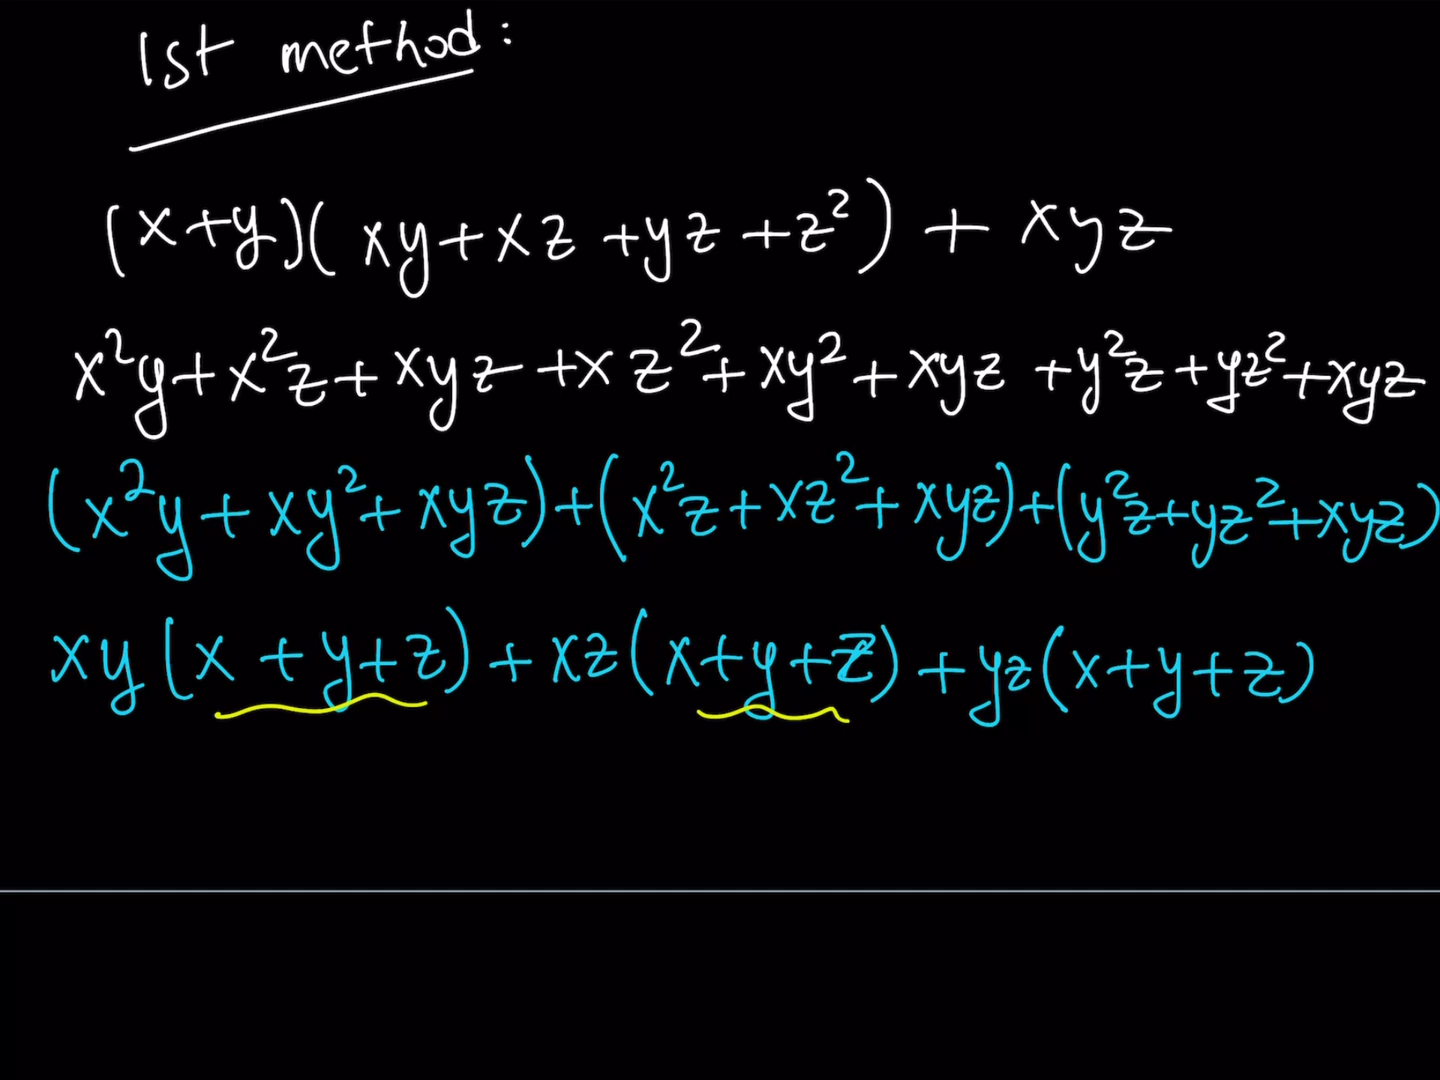 1st method:
(x+y)(xy+xz+yz+z²)+xyz
x²y+x²z+xyz+xz²+xy²+xyz+y²z+yz²+xyz
(x²y+xy²+xyz)+(x²z+xz²+xyz)+(y²z+yz²+xyz)
xy(x+y+z)+xz(x+y+z)+yz(x+y+z)